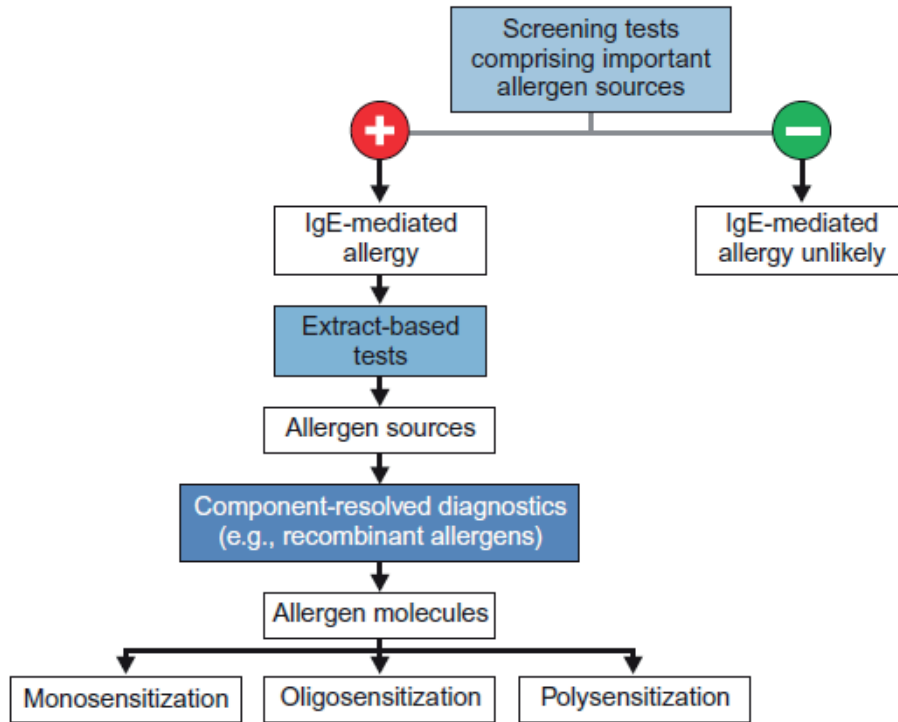 Screening tests
comprising important
allergen sources
IgE-mediated
allergy
IgE-mediated
allergy unlikely
Extract-based
tests
Allergen sources
Component-resolved diagnostics
(e.g., recombinant allergens)
Allergen molecules
Monosensitization
Oligosensitization
Polysensitization